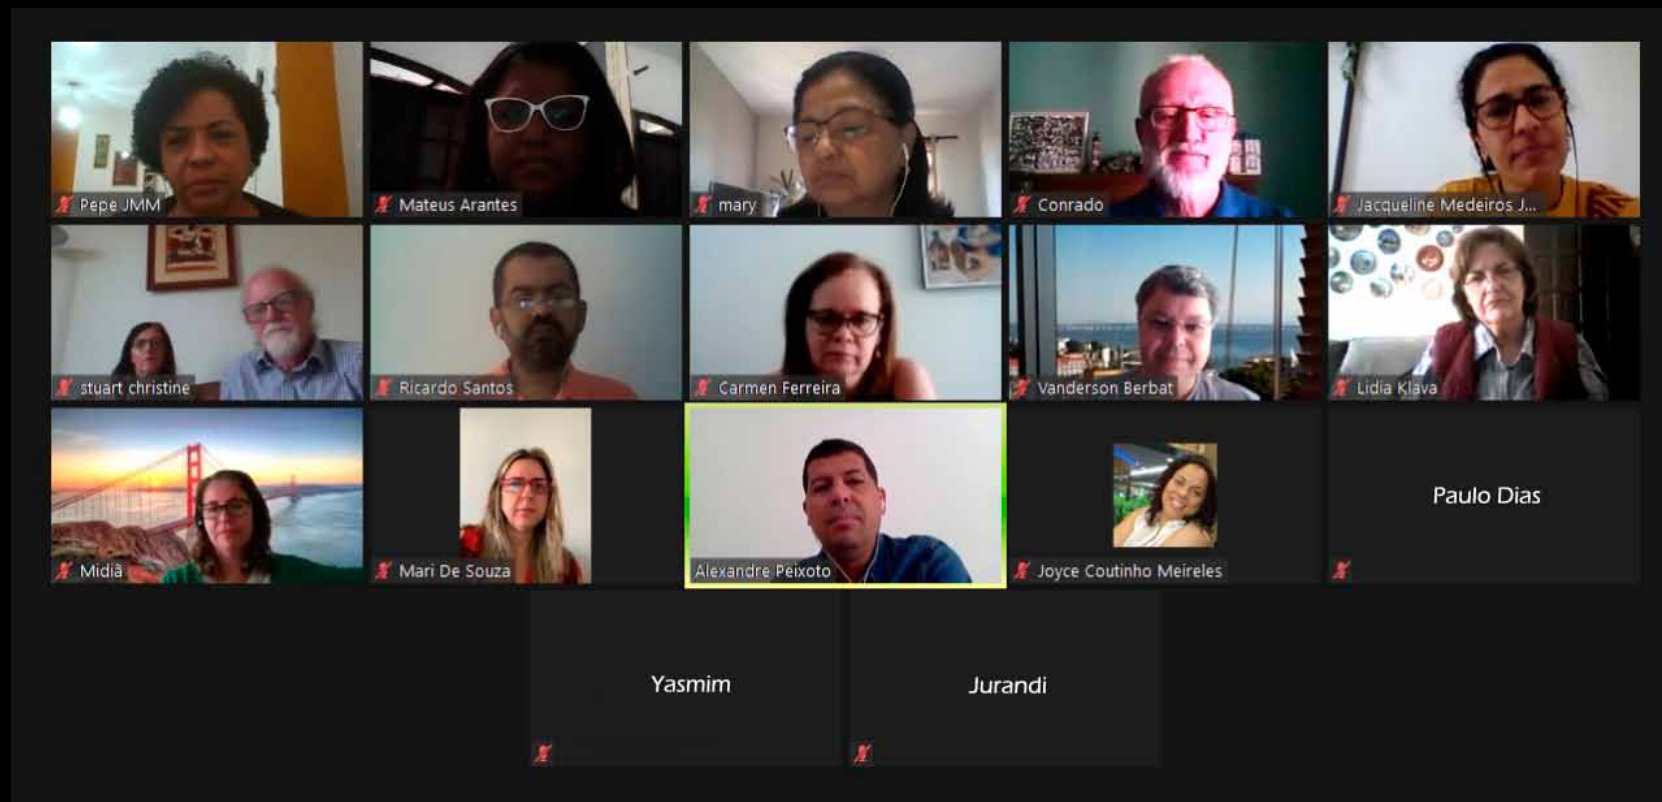 Pepe JMM
Mateus Arantes
mary
Conrado
Jacqueline Medeiros J...
stuart christine
Ricardo Santos
Carmen Ferreira
Vanderson Berbat
Lidia Klava
Midiã
Mari De Souza
Alexandre Peixoto
Joyce Coutinho Meireles
Paulo Dias
Yasmim
Jurandi